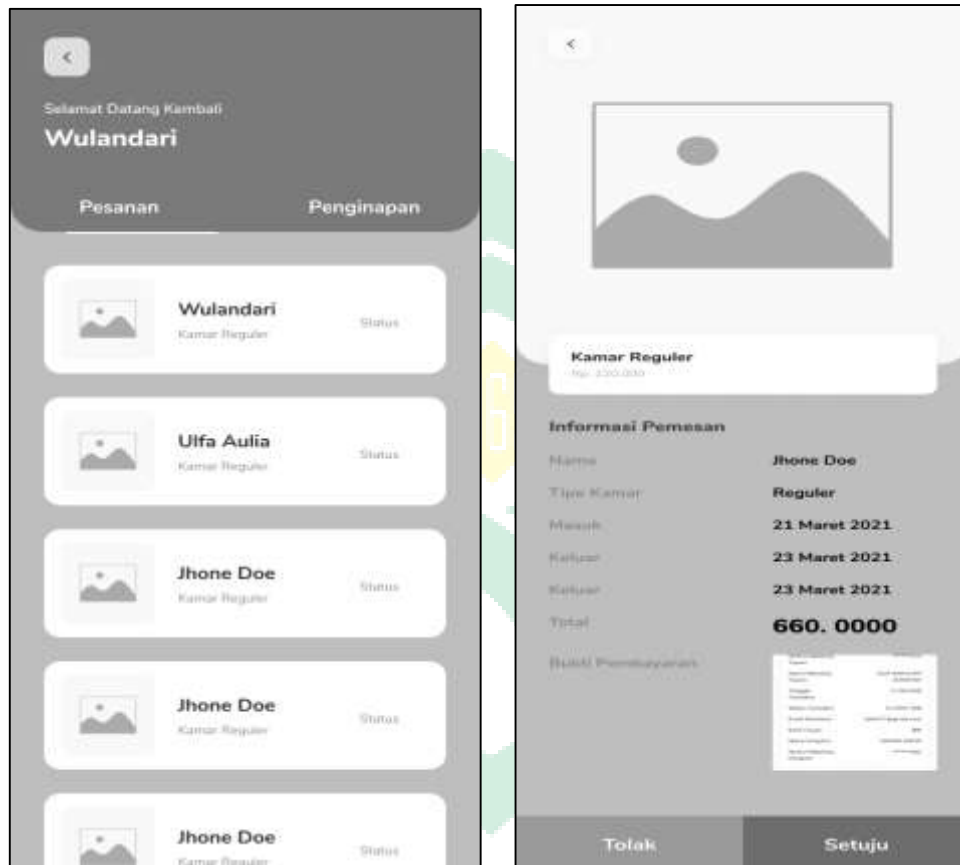 Selamat Datang Kembali
Wulandari
Pesanan Penginapan
Wulandari
Kamar Reguler
Status
Ulfa Aulia
Kamar Reguler
Status
Jhone Doe
Kamar Reguler
Status
Jhone Doe
Kamar Reguler
Status
Jhone Doe
Kamar Reguler
Status
Kamar Reguler
Informasi Pemesan
Nama Jhone Doe
Tipe Kamar Reguler
Masuk 21 Maret 2021
Keluar 23 Maret 2021
Keluar 23 Maret 2021
Total 660. 0000
Bukti Pembayaran
Tolak Setuju